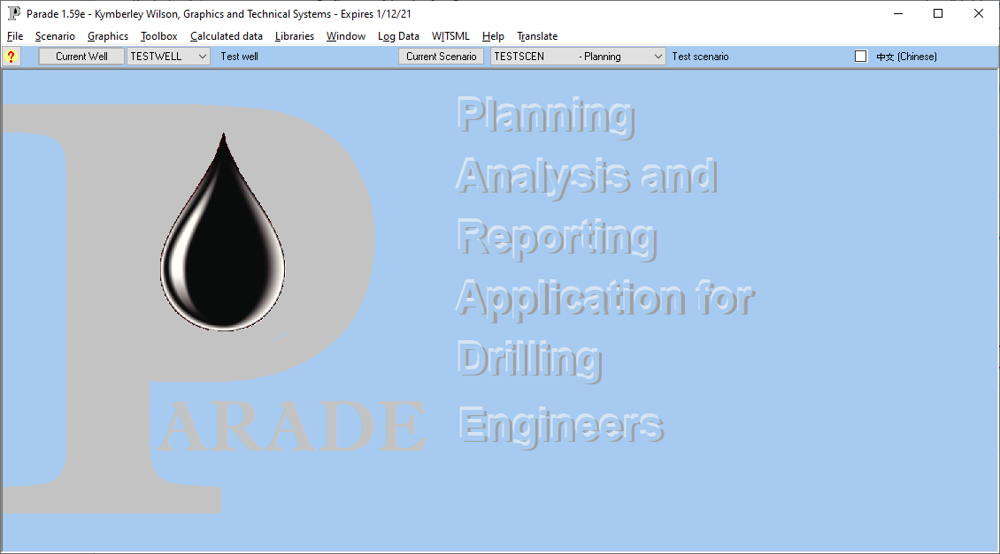 Parade 1.59e - Kymberley Wilson, Graphics and Technical Systems - Expires 1/12/21
File Scenario Graphics Toolbox Calculated data Libraries Window Log Data WITSML Help Translate
? Current Well TESTWELL Test well Current Scenario TESTSCEN - Planning Test scenario 中文 (Chinese)
Planning
Analysis and
Reporting
Application for
Drilling
Engineers
PARADE